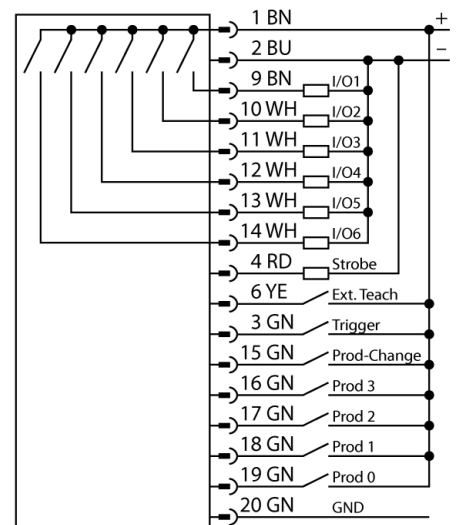 1 BN +
2 BU −
9 BN I/O1
10 WH I/O2
11 WH I/O3
12 WH I/O4
13 WH I/O5
14 WH I/O6
4 RD Strobe
6 YE Ext. Teach
3 GN Trigger
15 GN Prod-Change
16 GN Prod 3
17 GN Prod 2
18 GN Prod 1
19 GN Prod 0
20 GN GND